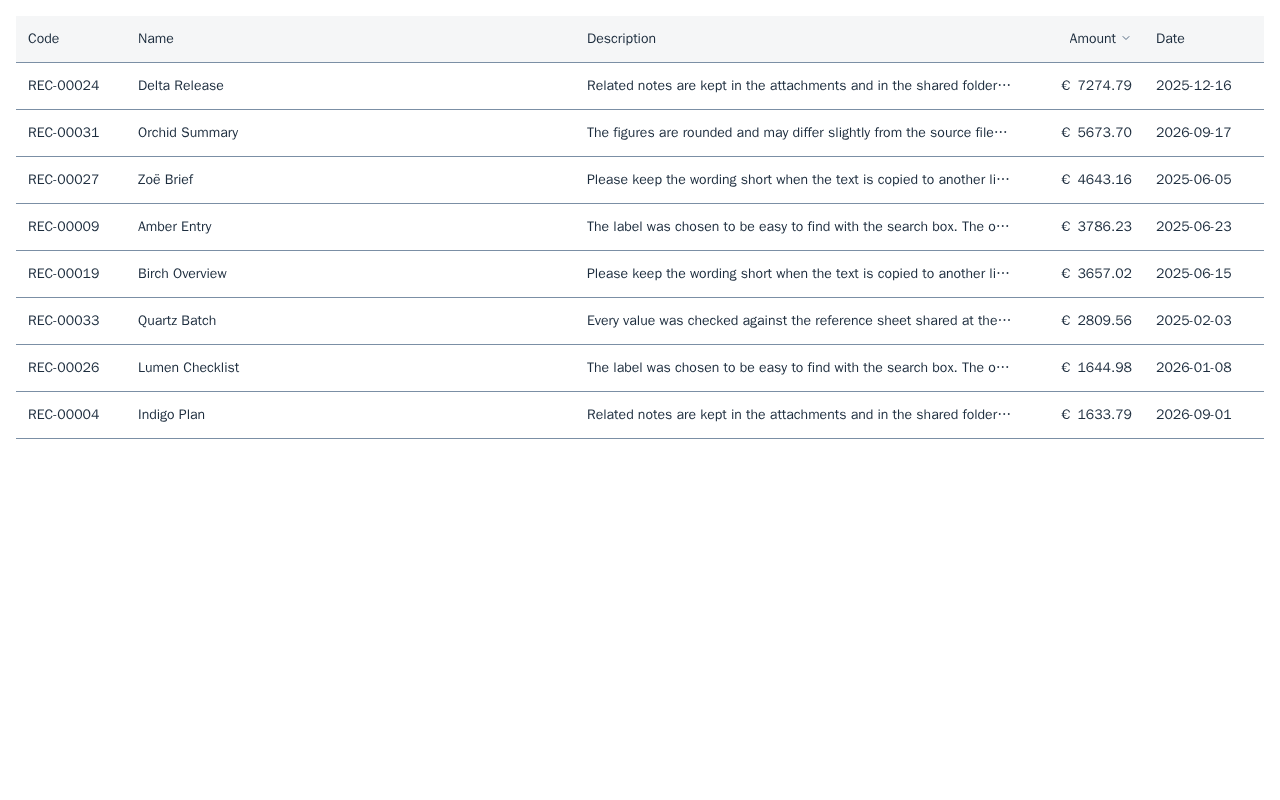 Code Name Description Amount Date
REC-00024 Delta Release Related notes are kept in the attachments and in the shared folder··· € 7274.79 2025-12-16
REC-00031 Orchid Summary The figures are rounded and may differ slightly from the source file··· € 5673.70 2026-09-17
REC-00027 Zoë Brief Please keep the wording short when the text is copied to another li··· € 4643.16 2025-06-05
REC-00009 Amber Entry The label was chosen to be easy to find with the search box. The o··· € 3786.23 2025-06-23
REC-00019 Birch Overview Please keep the wording short when the text is copied to another li··· € 3657.02 2025-06-15
REC-00033 Quartz Batch Every value was checked against the reference sheet shared at the··· € 2809.56 2025-02-03
REC-00026 Lumen Checklist The label was chosen to be easy to find with the search box. The o··· € 1644.98 2026-01-08
REC-00004 Indigo Plan Related notes are kept in the attachments and in the shared folder··· € 1633.79 2026-09-01